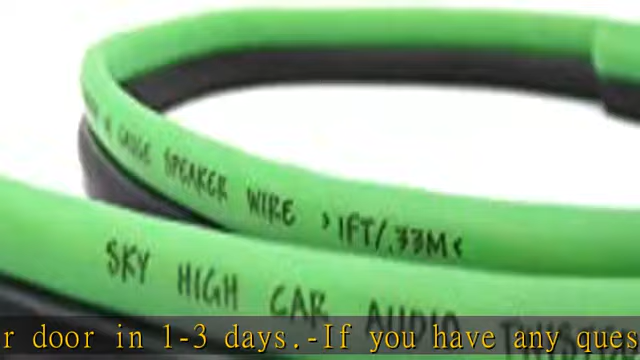 GAUGE SPEAKER WIRE >1FT/.33M<
SKY HIGH CAR AUDIO
r door in 1-3 days.-If you have any ques